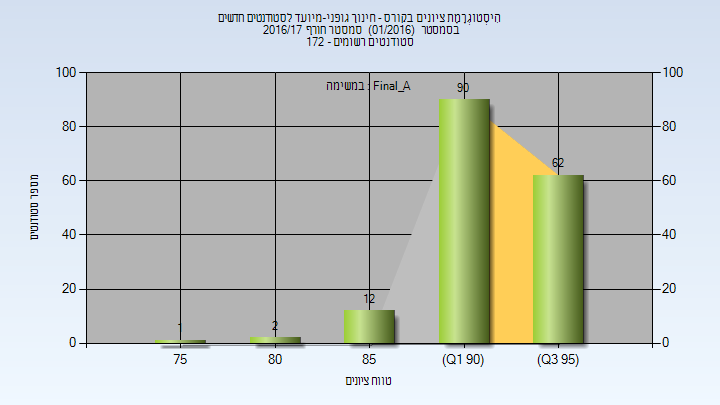 הִיסְטוֹגְרַמַת ציונים בקורס - חינוך גופני-מיועד לסטודנטים חדשים
בסמסטר (01/2016) סמסטר חורף 2016/17
סטודנטים רשומים - 172
במשימה : Final_A
100 100
80 80
60 60
40 40
20 20
0 0
1 2 12 90 62
מספר סטודנטים
75 80 85 (Q1 90) (Q3 95)
טווח ציונים